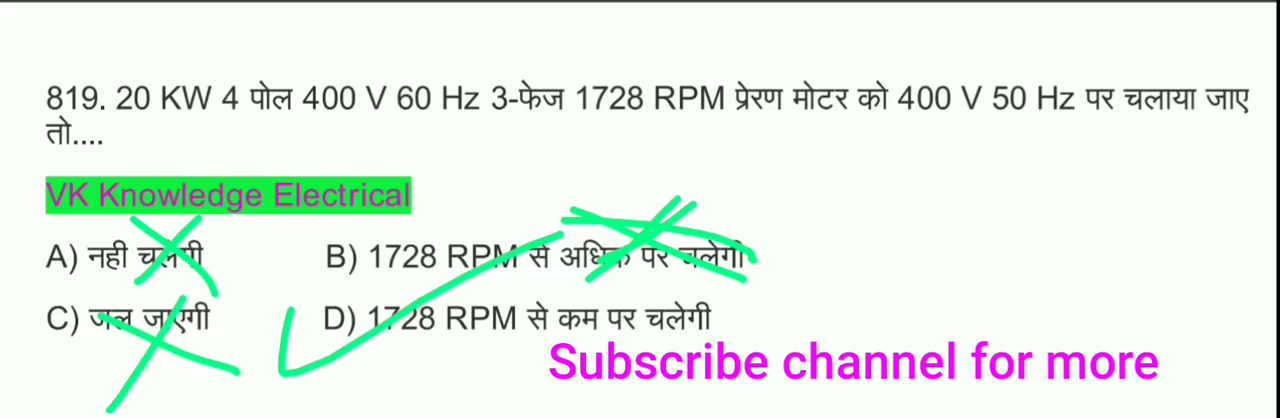 819. 20 KW 4 पोल 400 V 60 Hz 3-फेज 1728 RPM प्रेरण मोटर को 400 V 50 Hz पर चलाया जाए
तो....
VK Knowledge Electrical
A) नही चलेगी B) 1728 RPM से अधिक पर चलेगी
C) जल जाएगी D) 1728 RPM से कम पर चलेगी
Subscribe channel for more